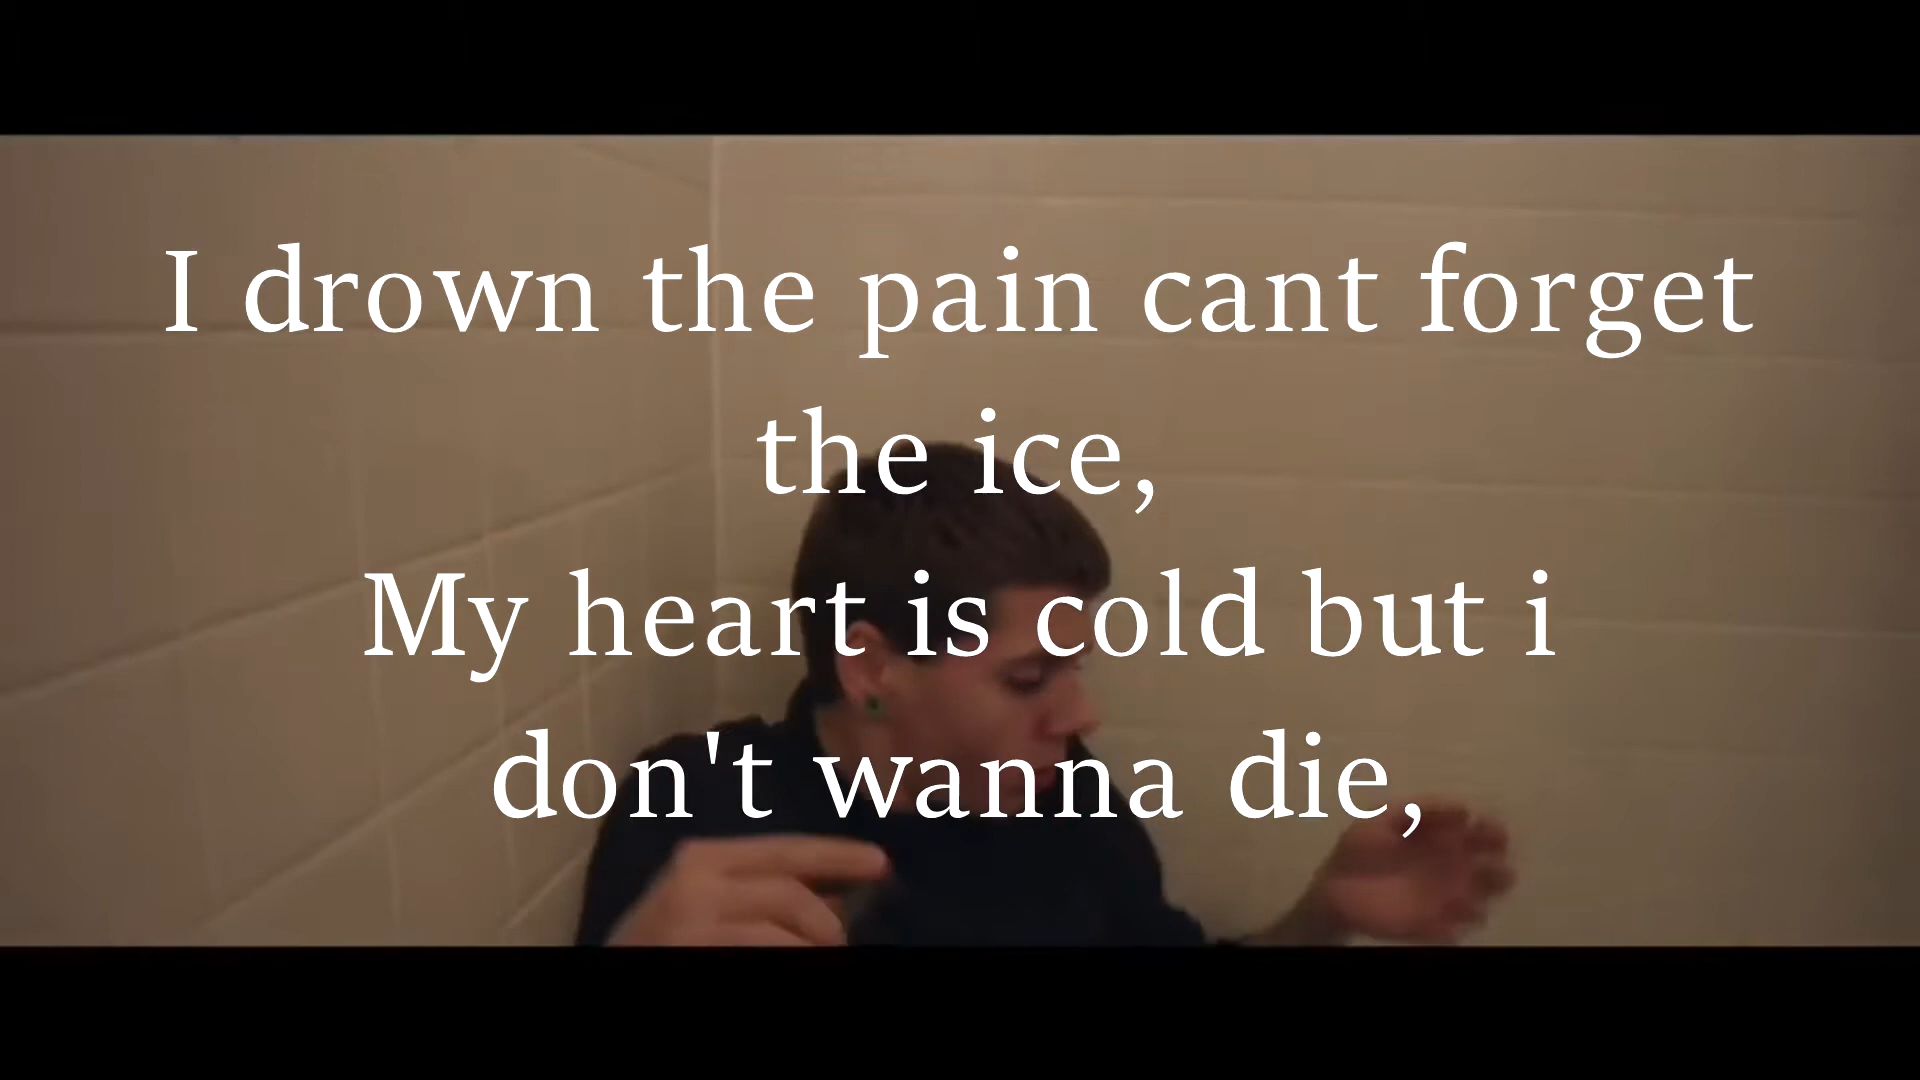 I drown the pain cant forget
the ice,
My heart is cold but i
don't wanna die,